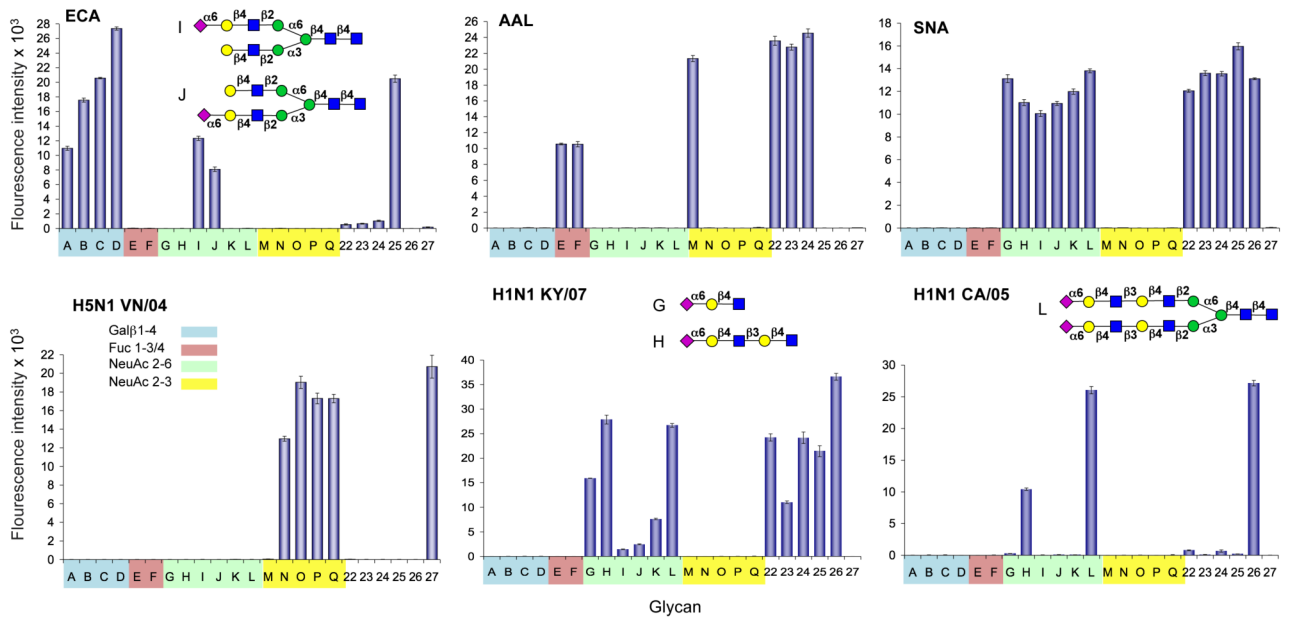 ECA
Flourescence intensity x 10³
28
26
24
22
20
18
16
14
12
10
8
6
4
2
0
A B C D E F G H I J K L M N O P Q 22 23 24 25 26 27
I
α6 β4 β2 α6 β4 β4
β4 β2 α3
J
β4 β2 α6 β4 β4
α6 β4 β2 α3
AAL
26
24
22
20
18
16
14
12
10
8
6
4
2
0
A B C D E F G H I J K L M N O P Q 22 23 24 25 26 27
SNA
18
16
14
12
10
8
6
4
2
0
A B C D E F G H I J K L M N O P Q 22 23 24 25 26 27
H5N1 VN/04
Galβ1-4
Fuc 1-3/4
NeuAc 2-6
NeuAc 2-3
Flourescence intensity x 10³
22
20
18
16
14
12
10
8
6
4
2
0
A B C D E F G H I J K L M N O P Q 22 23 24 25 26 27
H1N1 KY/07
G
α6 β4
H
α6 β4 β3 β4
40
35
30
25
20
15
10
5
0
A B C D E F G H I J K L M N O P Q 22 23 24 25 26 27
H1N1 CA/05
L
α6 β4 β3 β4 β2 α6 β4 β4
α6 β4 β3 β4 β2 α3
30
25
20
15
10
5
0
A B C D E F G H I J K L M N O P Q 22 23 24 25 26 27
Glycan